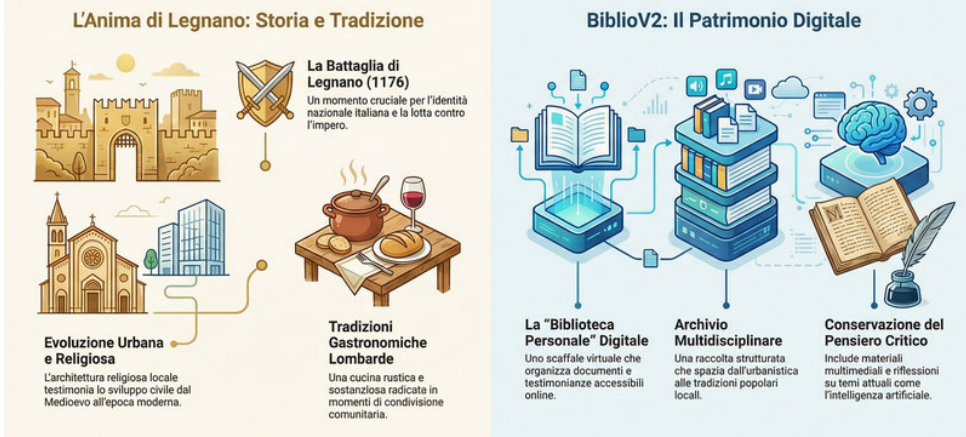 L'Anima di Legnano: Storia e Tradizione
La Battaglia di
Legnano (1176)
Un momento cruciale per l'identità
nazionale italiana e la lotta contro
l'impero.
Evoluzione Urbana
e Religiosa
L'architettura religiosa locale
testimonia lo sviluppo civile dal
Medioevo all'epoca moderna.
Tradizioni
Gastronomiche
Lombarde
Una cucina rustica e
sostanzlosa radicata in
momenti di condivisione
comunitaria.
BiblioV2: Il Patrimonio Digitale
La "Biblioteca
Personale" Digitale
Uno scaffale virtuale che
organizza documenti e
testimonianze accessibili
online.
Archivio
Multidisciplinare
Una raccolta strutturata
che spazia dall'urbanistica
alle tradizioni popolari
locali.
Conservazione del
Pensiero Critico
Include materiali
multimediali e riflessioni
su temi attuali come
l'intelligenza artificiale.